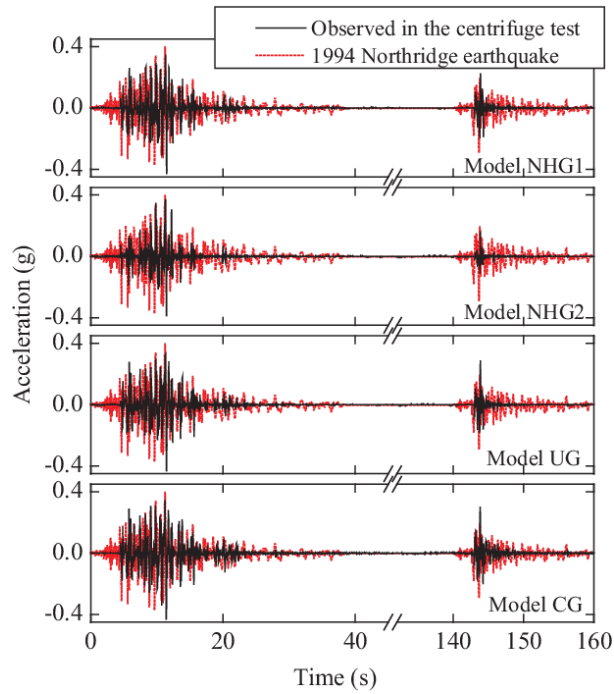 Observed in the centrifuge test
1994 Northridge earthquake
0.4
0.0
-0.4
Model NHG1
0.4
0.0
-0.4
Model NHG2
0.4
0.0
-0.4
Model UG
0.4
0.0
-0.4
Model CG
Acceleration (g)
0 20 40 140 150 160
Time (s)